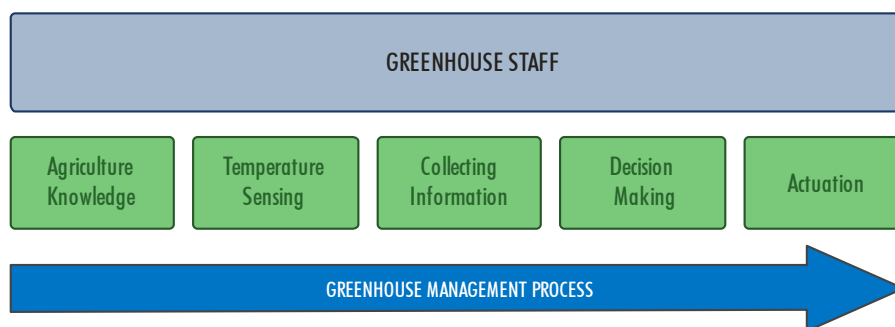 GREENHOUSE STAFF
Agriculture
Knowledge
Temperature
Sensing
Collecting
Information
Decision
Making
Actuation
GREENHOUSE MANAGEMENT PROCESS